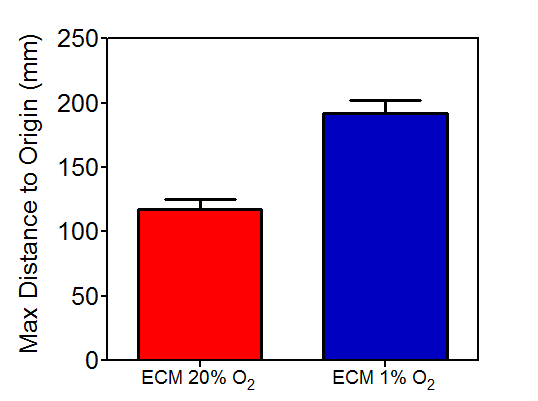 Max Distance to Origin (mm)
250
200
150
100
50
0
ECM 20% O₂
ECM 1% O₂